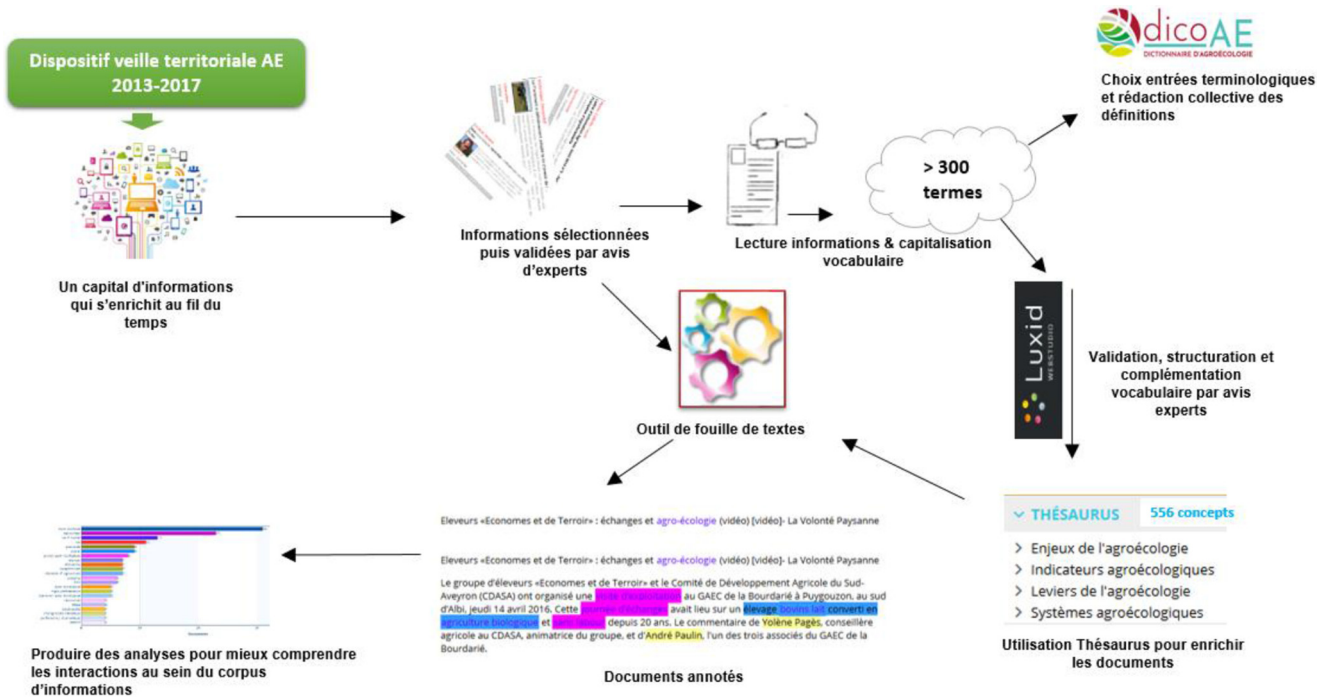 Dispositif veille territoriale AE
2013-2017
dicoAE
DICTIONNAIRE D'AGROÉCOLOGIE
Choix entrées terminologiques
et rédaction collective des
définitions
> 300
termes
Un capital d'informations
qui s'enrichit au fil du
temps
Informations sélectionnées
puis validées par avis
d'experts
Lecture informations & capitalisation
vocabulaire
Luxid
WEBSTUDIO
Validation, structuration et
complémentation
vocabulaire par avis
experts
Outil de fouille de textes
THÉSAURUS 556 concepts
Enjeux de l'agroécologie
Indicateurs agroécologiques
Leviers de l'agroécologie
Systèmes agroécologiques
Utilisation Thésaurus pour enrichir
les documents
Eleveurs «Economes et de Terroir» : échanges et agro-écologie (vidéo) [vidéo]- La Volonté Paysanne
Eleveurs «Economes et de Terroir» : échanges et agro-écologie (vidéo) [vidéo]- La Volonté Paysanne
Le groupe d'éleveurs «Economes et de Terroir» et le Comité de Développement Agricole du Sud-
Aveyron (CDASA) ont organisé une visite d'exploitation au GAEC de la Bourdarié à Puygouzon, au sud
d'Albi, jeudi 14 avril 2016. Cette journée d'échanges avait lieu sur un élevage bovins lait converti en
agriculture biologique et sans labour depuis 20 ans. Le commentaire de Yolène Pagès, conseillère
agricole au CDASA, animatrice du groupe, et d'André Paulin, l'un des trois associés du GAEC de la
Bourdarié.
Documents annotés
Produire des analyses pour mieux comprendre
les interactions au sein du corpus
d'informations